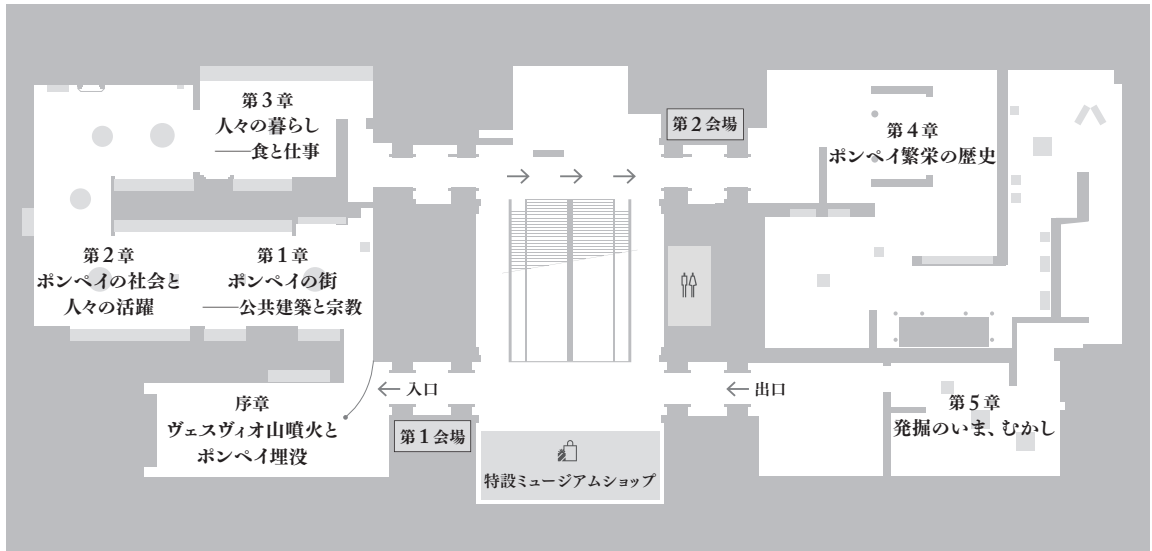 序章
ヴェスヴィオ山噴火と
ポンペイ埋没
第1章
ポンペイの街
──公共建築と宗教
第2章
ポンペイの社会と
人々の活躍
第3章
人々の暮らし
──食と仕事
第4章
ポンペイ繁栄の歴史
第5章
発掘のいま、むかし
第1会場
入口
第2会場
出口
特設ミュージアムショップ